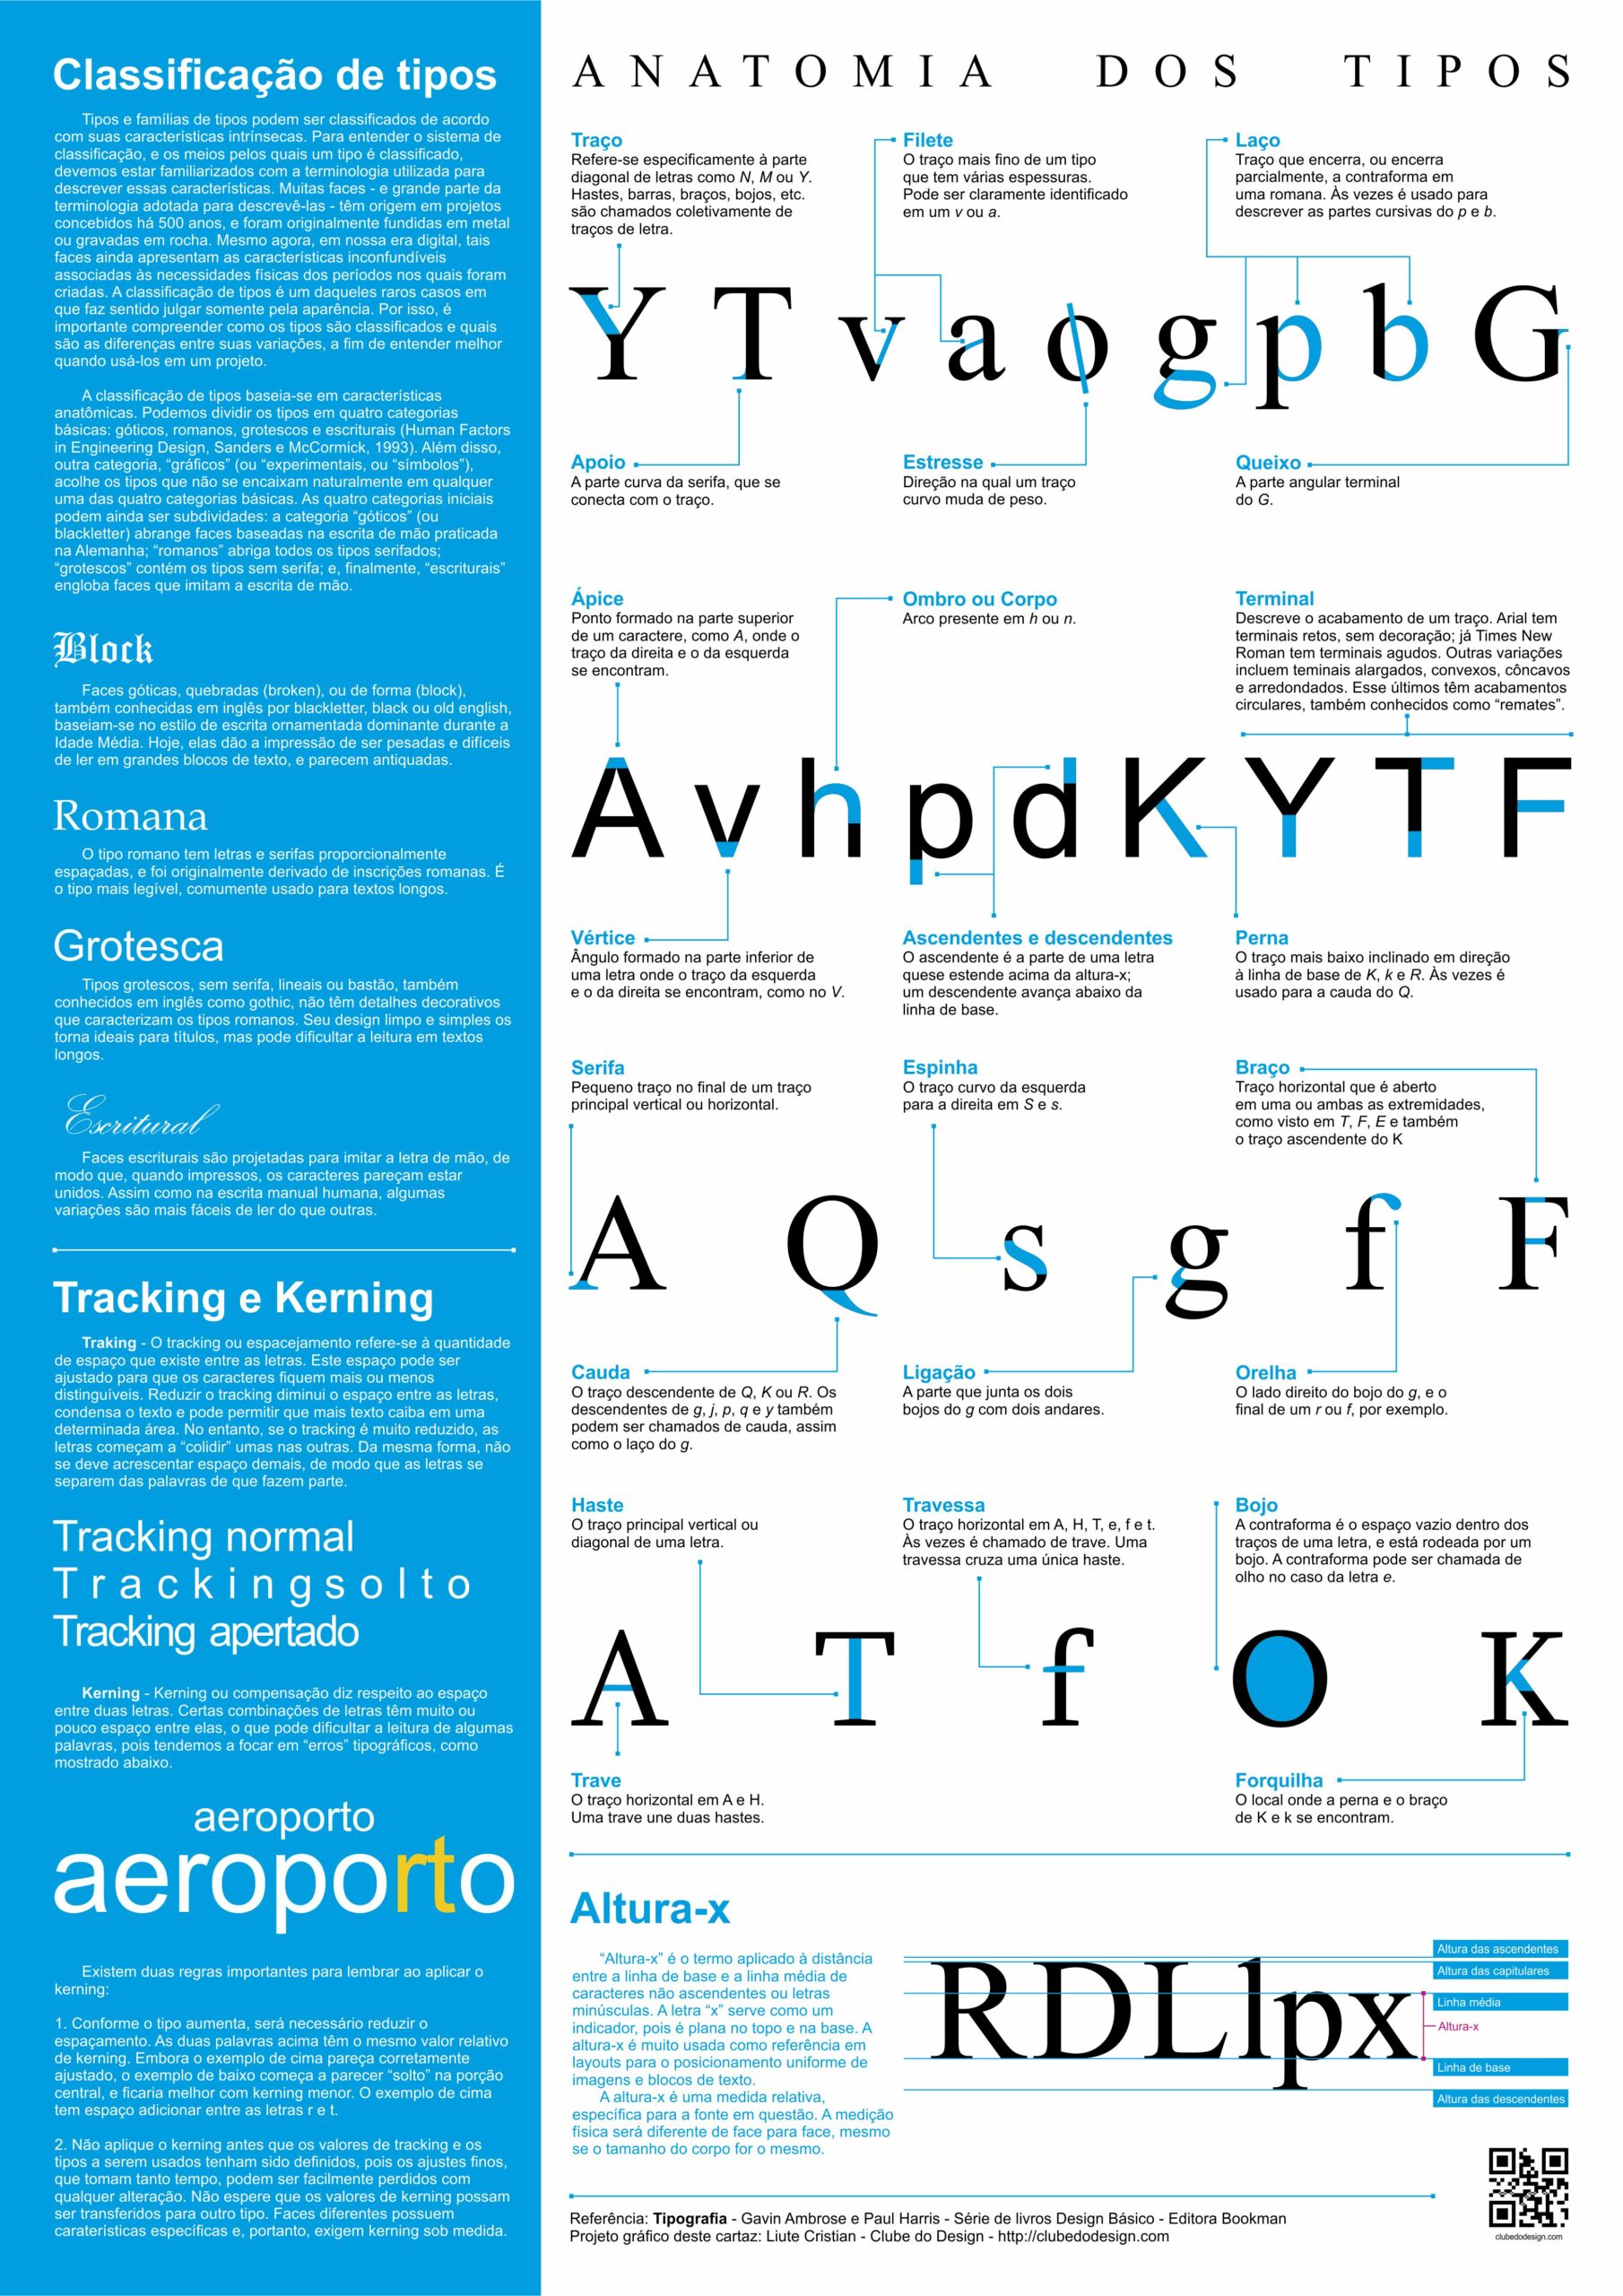 Classificação de tipos
Tipos e famílias de tipos podem ser classificados de acordo
com suas características intrínsecas. Para entender o sistema de
classificação, e os meios pelos quais um tipo é classificado,
devemos estar familiarizados com a terminologia utilizada para
descrever essas características. Muitas faces - e grande parte da
terminologia adotada para descrevê-las - têm origem em projetos
concebidos há 500 anos, e foram originalmente fundidas em metal
ou gravadas em rocha. Mesmo agora, em nossa era digital, tais
faces ainda apresentam as características inconfundíveis
associadas às necessidades físicas dos períodos nos quais foram
criadas. A classificação de tipos é um daqueles raros casos em
que faz sentido julgar somente pela aparência. Por isso, é
importante compreender como os tipos são classificados e quais
são as diferenças entre suas variações, a fim de entender melhor
quando usá-los em um projeto.
A classificação de tipos baseia-se em características
anatômicas. Podemos dividir os tipos em quatro categorias
básicas: góticos, romanos, grotescos e escriturais (Human Factors
in Engineering Design, Sanders e McCormick, 1993). Além disso,
outra categoria, “gráficos” (ou “experimentais, ou “símbolos”),
acolhe os tipos que não se encaixam naturalmente em qualquer
uma das quatro categorias básicas. As quatro categorias iniciais
podem ainda ser subdividades: a categoria “góticos” (ou
blackletter) abrange faces baseadas na escrita de mão praticada
na Alemanha; “romanos” abriga todos os tipos serifados;
“grotescos” contém os tipos sem serifa; e, finalmente, “escriturais”
engloba faces que imitam a escrita de mão.
Block
Faces góticas, quebradas (broken), ou de forma (block),
também conhecidas em inglês por blackletter, black ou old english,
baseiam-se no estilo de escrita ornamentada dominante durante a
Idade Média. Hoje, elas dão a impressão de ser pesadas e difíceis
de ler em grandes blocos de texto, e parecem antiquadas.
Romana
O tipo romano tem letras e serifas proporcionalmente
espaçadas, e foi originalmente derivado de inscrições romanas. É
o tipo mais legível, comumente usado para textos longos.
Grotesca
Tipos grotescos, sem serifa, lineais ou bastão, também
conhecidos em inglês como gothic, não têm detalhes decorativos
que caracterizam os tipos romanos. Seu design limpo e simples os
torna ideais para títulos, mas pode dificultar a leitura em textos
longos.
Escritural
Faces escriturais são projetadas para imitar a letra de mão, de
modo que, quando impressos, os caracteres pareçam estar
unidos. Assim como na escrita manual humana, algumas
variações são mais fáceis de ler do que outras.
Tracking e Kerning
Traking - O tracking ou espacejamento refere-se à quantidade
de espaço que existe entre as letras. Este espaço pode ser
ajustado para que os caracteres fiquem mais ou menos
distinguíveis. Reduzir o tracking diminui o espaço entre as letras,
condensa o texto e pode permitir que mais texto caiba em uma
determinada área. No entanto, se o tracking é muito reduzido, as
letras começam a “colidir” umas nas outras. Da mesma forma, não
se deve acrescentar espaço demais, de modo que as letras se
separem das palavras de que fazem parte.
Tracking normal
Trackingsolto
Tracking apertado
Kerning - Kerning ou compensação diz respeito ao espaço
entre duas letras. Certas combinações de letras têm muito ou
pouco espaço entre elas, o que pode dificultar a leitura de algumas
palavras, pois tendemos a focar em “erros” tipográficos, como
mostrado abaixo.
aeroporto
aeroporto
Existem duas regras importantes para lembrar ao aplicar o
kerning:
1. Conforme o tipo aumenta, será necessário reduzir o
espaçamento. As duas palavras acima têm o mesmo valor relativo
de kerning. Embora o exemplo de cima pareça corretamente
ajustado, o exemplo de baixo começa a parecer “solto” na porção
central, e ficaria melhor com kerning menor. O exemplo de cima
tem espaço adicionar entre as letras r e t.
2. Não aplique o kerning antes que os valores de tracking e os
tipos a serem usados tenham sido definidos, pois os ajustes finos,
que tomam tanto tempo, podem ser facilmente perdidos com
qualquer alteração. Não espere que os valores de kerning possam
ser transferidos para outro tipo. Faces diferentes possuem
caraterísticas específicas e, portanto, exigem kerning sob medida.
ANATOMIA DOS TIPOS
Traço
Refere-se especificamente à parte
diagonal de letras como N, M ou Y.
Hastes, barras, braços, bojos, etc.
são chamados coletivamente de
traços de letra.
Filete
O traço mais fino de um tipo
que tem várias espessuras.
Pode ser claramente identificado
em um v ou a.
Laço
Traço que encerra, ou encerra
parcialmente, a contraforma em
uma romana. Às vezes é usado para
descrever as partes cursivas do p e b.
Y T v a o g p b G
Apoio
A parte curva da serifa, que se
conecta com o traço.
Estresse
Direção na qual um traço
curvo muda de peso.
Queixo
A parte angular terminal
do G.
Ápice
Ponto formado na parte superior
de um caractere, como A, onde o
traço da direita e o da esquerda
se encontram.
Ombro ou Corpo
Arco presente em h ou n.
Terminal
Descreve o acabamento de um traço. Arial tem
terminais retos, sem decoração; já Times New
Roman tem terminais agudos. Outras variações
incluem teminais alargados, convexos, côncavos
e arredondados. Esse últimos têm acabamentos
circulares, também conhecidos como “remates”.
A v h p d K Y T F
Vértice
Ângulo formado na parte inferior de
uma letra onde o traço da esquerda
e o da direita se encontram, como no V.
Ascendentes e descendentes
O ascendente é a parte de uma letra
quese estende acima da altura-x;
um descendente avança abaixo da
linha de base.
Perna
O traço mais baixo inclinado em direção
à linha de base de K, k e R. Às vezes é
usado para a cauda do Q.
Serifa
Pequeno traço no final de um traço
principal vertical ou horizontal.
Espinha
O traço curvo da esquerda
para a direita em S e s.
Braço
Traço horizontal que é aberto
em uma ou ambas as extremidades,
como visto em T, F, E e também
o traço ascendente do K
A Q s g f F
Cauda
O traço descendente de Q, K ou R. Os
descendentes de g, j, p, q e y também
podem ser chamados de cauda, assim
como o laço do g.
Ligação
A parte que junta os dois
bojos do g com dois andares.
Orelha
O lado direito do bojo do g, e o
final de um r ou f, por exemplo.
Haste
O traço principal vertical ou
diagonal de uma letra.
Travessa
O traço horizontal em A, H, T, e, f e t.
Às vezes é chamado de trave. Uma
travessa cruza uma única haste.
Bojo
A contraforma é o espaço vazio dentro dos
traços de uma letra, e está rodeada por um
bojo. A contraforma pode ser chamada de
olho no caso da letra e.
A T f O K
Trave
O traço horizontal em A e H.
Uma trave une duas hastes.
Forquilha
O local onde a perna e o braço
de K e k se encontram.
Altura-x
“Altura-x” é o termo aplicado à distância
entre a linha de base e a linha média de
caracteres não ascendentes ou letras
minúsculas. A letra “x” serve como um
indicador, pois é plana no topo e na base. A
altura-x é muito usada como referência em
layouts para o posicionamento uniforme de
imagens e blocos de texto.
A altura-x é uma medida relativa,
específica para a fonte em questão. A medição
física será diferente de face para face, mesmo
se o tamanho do corpo for o mesmo.
RDLlpx
Altura das ascendentes
Altura das capitulares
Linha média
Altura-x
Linha de base
Altura das descendentes
Referência: Tipografia - Gavin Ambrose e Paul Harris - Série de livros Design Básico - Editora Bookman
Projeto gráfico deste cartaz: Liute Cristian - Clube do Design - http://clubedodesign.com
clubedodesign.com